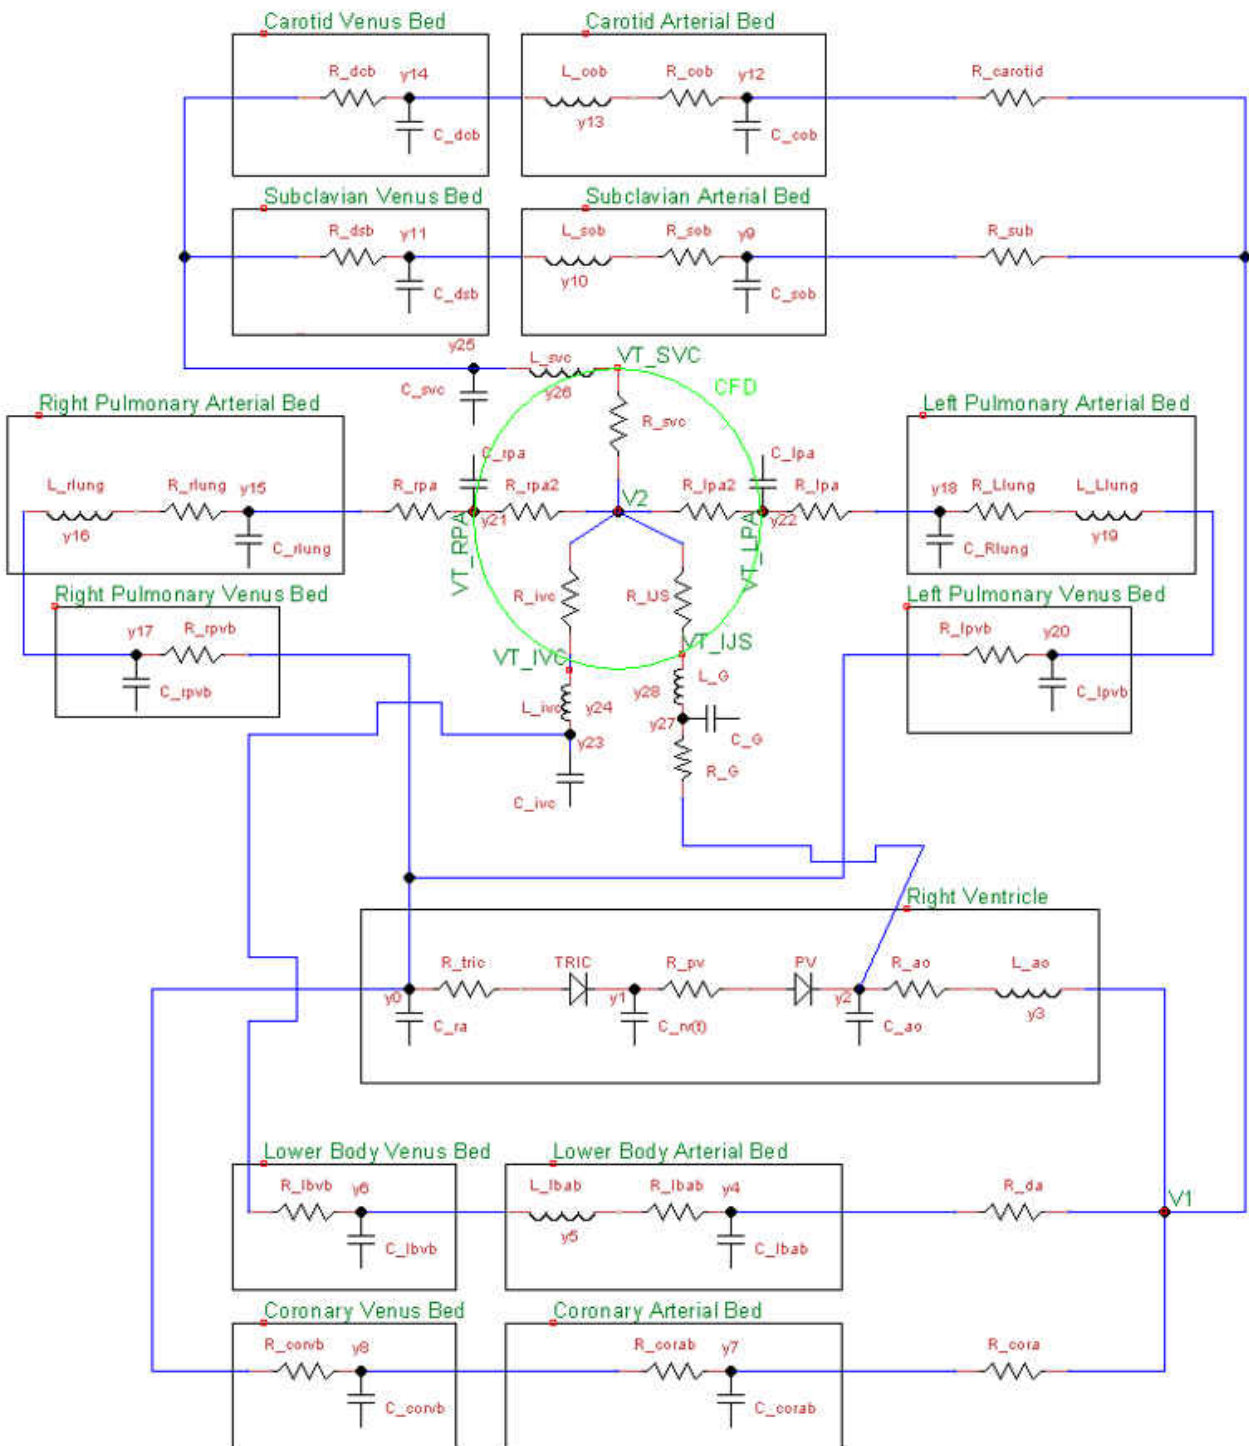 Carotid Venus Bed
Carotid Arterial Bed
R_dcb
y14
L_cob
R_cob
y12
R_carotid
y13
C_dcb
C_cob
Subclavian Venus Bed
Subclavian Arterial Bed
R_dsb
y11
L_sob
R_sob
y9
R_sub
y10
C_dsb
C_sob
y25
L_svc
VT_SVC
C_svc
y26
CFD
Right Pulmonary Arterial Bed
Left Pulmonary Arterial Bed
R_svc
C_rpa
C_lpa
L_rlung
R_rlung
y15
R_rpa
R_rpa2
V2
R_lpa2
R_lpa
y18
R_Llung
L_Llung
y16
y21
y22
y19
C_rlung
VT_RPA
VT_LPA
C_Rlung
Right Pulmonary Venus Bed
R_ivc
R_IJS
Left Pulmonary Venus Bed
y17
R_rpvb
R_lpvb
y20
VT_IVC
VT_IJS
C_rpvb
L_G
C_lpvb
L_ivc
y24
y28
y27
y23
C_G
R_G
C_ivc
Right Ventricle
R_tric
TRIC
R_pv
PV
R_ao
L_ao
y0
y1
y2
y3
C_ra
C_rv(t)
C_ao
Lower Body Venus Bed
Lower Body Arterial Bed
R_lbvb
y6
L_lbab
R_lbab
y4
R_da
V1
y5
C_lbvb
C_lbab
Coronary Venus Bed
Coronary Arterial Bed
R_corvb
y8
R_corab
y7
R_cora
C_corvb
C_corab